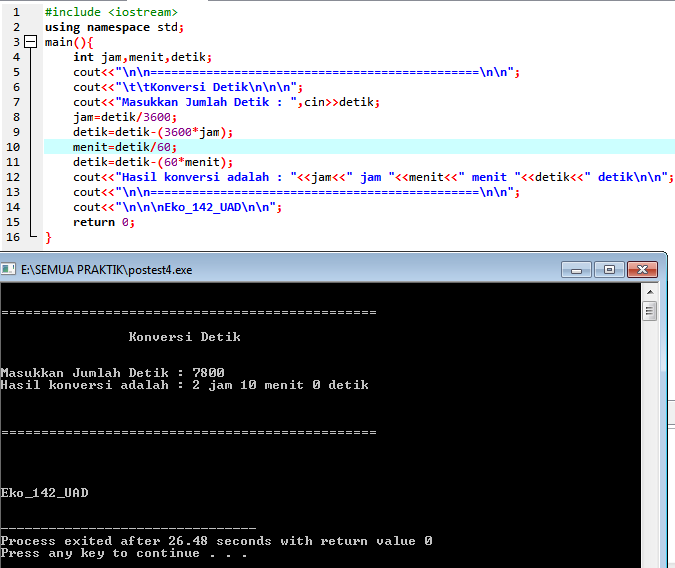 1 #include <iostream>
2 using namespace std;
3 main(){
4 int jam,menit,detik;
5 cout<<"\n\n===============================================\n\n";
6 cout<<"\t\tKonversi Detik\n\n\n";
7 cout<<"Masukkan Jumlah Detik : ",cin>>detik;
8 jam=detik/3600;
9 detik=detik-(3600*jam);
10 menit=detik/60;
11 detik=detik-(60*menit);
12 cout<<"Hasil konversi adalah : "<<jam<<" jam "<<menit<<" menit "<<detik<<" detik\n\n";
13 cout<<"\n\n===============================================\n\n";
14 cout<<"\n\n\nEko_142_UAD\n\n";
15 return 0;
16 }
E:\SEMUA PRAKTIK\postest4.exe
===============================================
Konversi Detik
Masukkan Jumlah Detik : 7800
Hasil konversi adalah : 2 jam 10 menit 0 detik
===============================================
Eko_142_UAD
--------------------------------
Process exited after 26.48 seconds with return value 0
Press any key to continue . . .